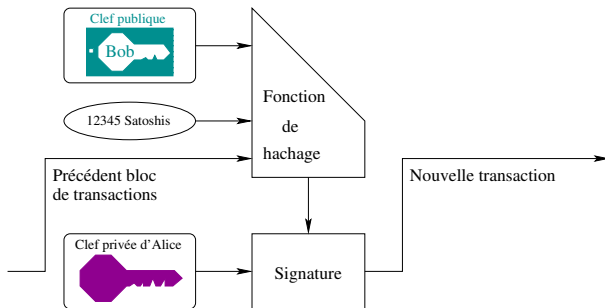 Clef publique
Bob
12345 Satoshis
Fonction
de
hachage
Précédent bloc
de transactions
Nouvelle transaction
Clef privée d'Alice
Signature